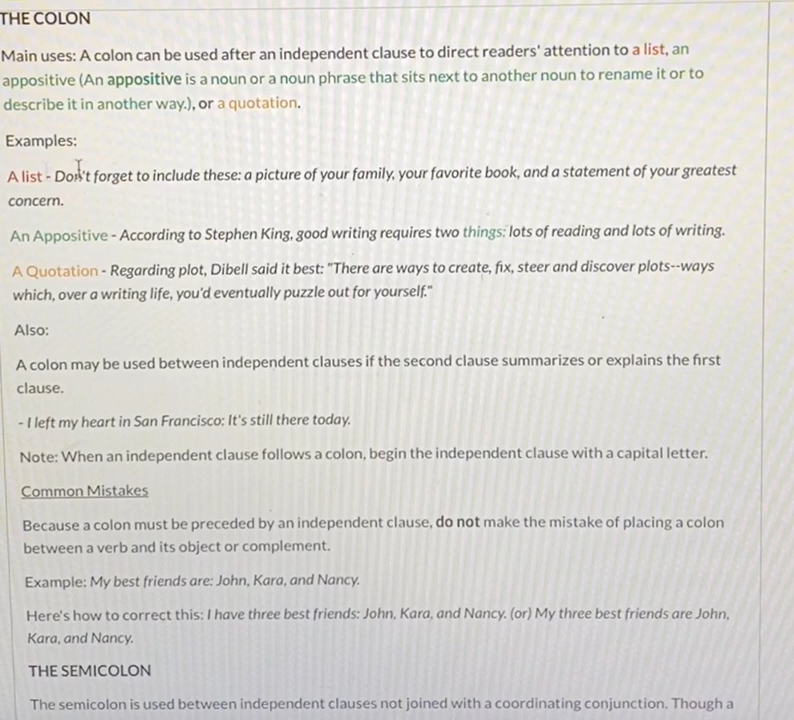 THE COLON
Main uses: A colon can be used after an independent clause to direct readers' attention to a list, an
appositive (An appositive is a noun or a noun phrase that sits next to another noun to rename it or to
describe it in another way.), or a quotation.
Examples:
A list - Don't forget to include these: a picture of your family, your favorite book, and a statement of your greatest
concern.
An Appositive - According to Stephen King, good writing requires two things: lots of reading and lots of writing.
A Quotation - Regarding plot, Dibell said it best: "There are ways to create, fix, steer and discover plots--ways
which, over a writing life, you'd eventually puzzle out for yourself."
Also:
A colon may be used between independent clauses if the second clause summarizes or explains the first
clause.
- I left my heart in San Francisco: It's still there today.
Note: When an independent clause follows a colon, begin the independent clause with a capital letter.
Common Mistakes
Because a colon must be preceded by an independent clause, do not make the mistake of placing a colon
between a verb and its object or complement.
Example: My best friends are: John, Kara, and Nancy.
Here's how to correct this: I have three best friends: John, Kara, and Nancy. (or) My three best friends are John,
Kara, and Nancy.
THE SEMICOLON
The semicolon is used between independent clauses not joined with a coordinating conjunction. Though a